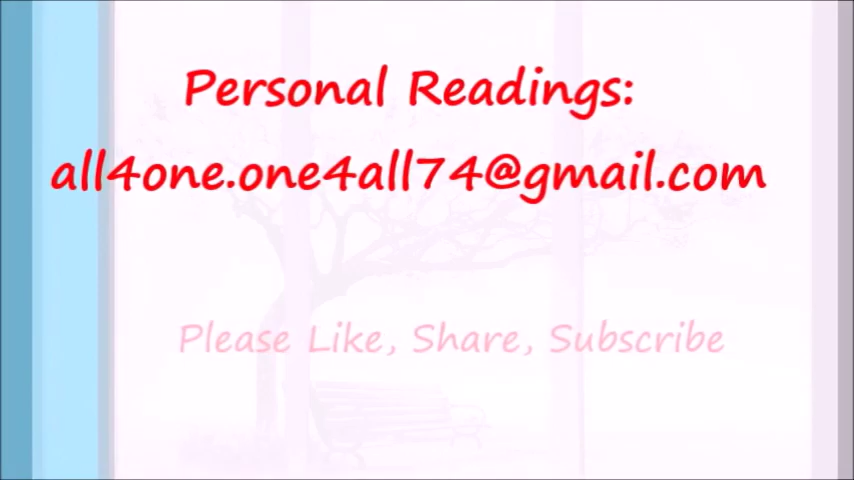 Personal Readings:
all4one.one4all74@gmail.com
Please Like, Share, Subscribe